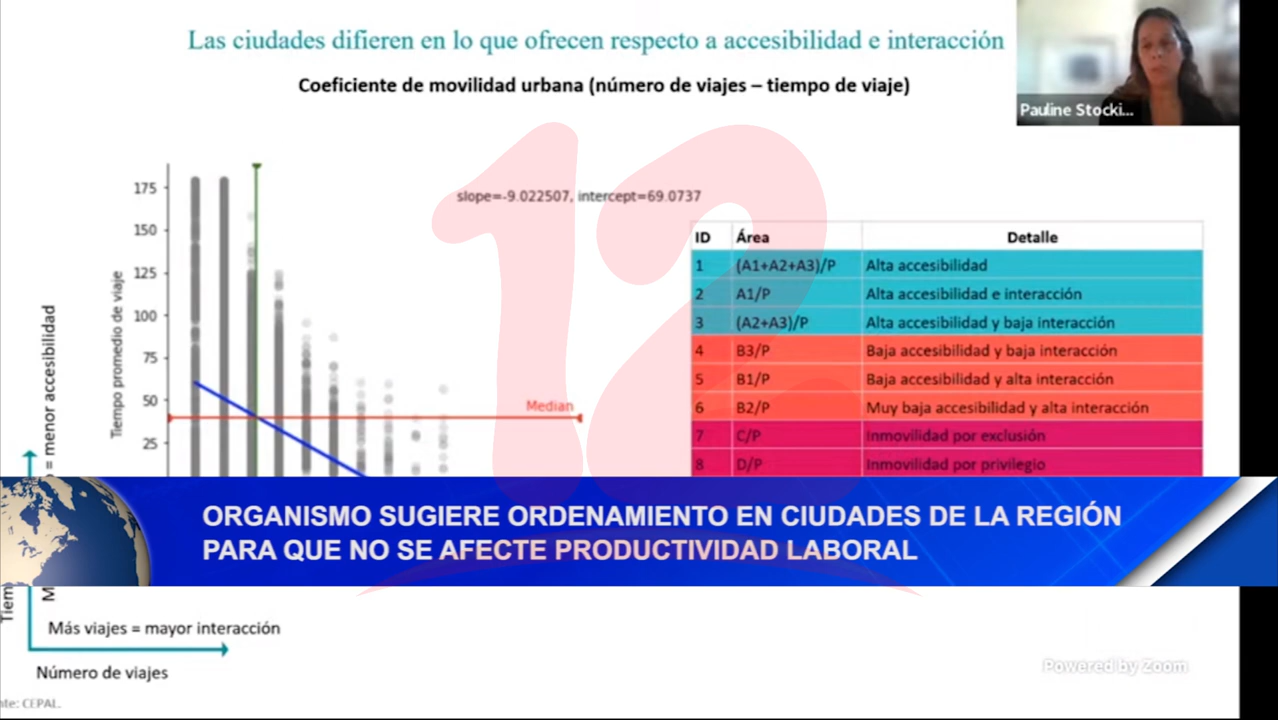 Las ciudades difieren en lo que ofrecen respecto a accesibilidad e interacción
Coeficiente de movilidad urbana (número de viajes – tiempo de viaje)
Pauline Stocki...
12
slope=-9.022507, intercept=69.0737
175
150
125
100
75
50
25
Tiempo promedio de viaje
= menor accesibilidad
Median
ID Área Detalle
1 (A1+A2+A3)/P Alta accesibilidad
2 A1/P Alta accesibilidad e interacción
3 (A2+A3)/P Alta accesibilidad y baja interacción
4 B3/P Baja accesibilidad y baja interacción
5 B1/P Baja accesibilidad y alta interacción
6 B2/P Muy baja accesibilidad y alta interacción
7 C/P Inmovilidad por exclusión
8 D/P Inmovilidad por privilegio
ORGANISMO SUGIERE ORDENAMIENTO EN CIUDADES DE LA REGIÓN
PARA QUE NO SE AFECTE PRODUCTIVIDAD LABORAL
Más viajes = mayor interacción
Número de viajes
Powered by Zoom
nte: CEPAL.